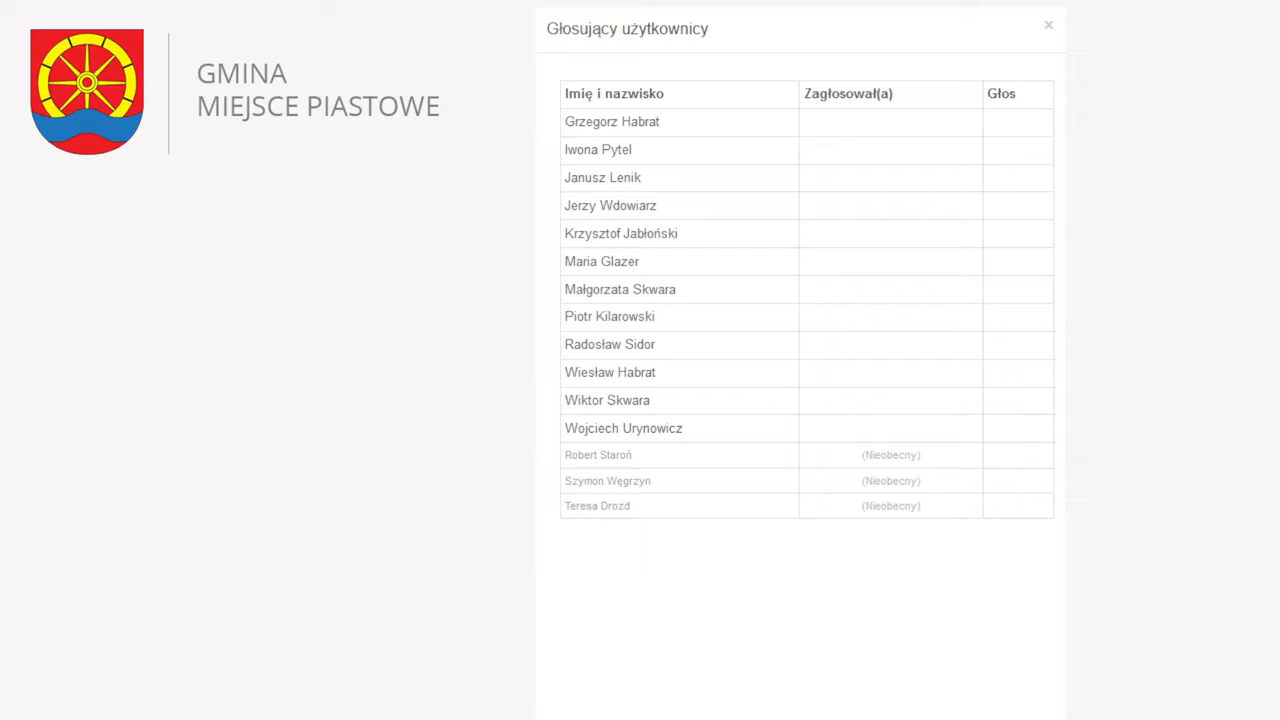 GMINA
MIEJSCE PIASTOWE
Głosujący użytkownicy
×
Imię i nazwisko Zagłosował(a) Głos
Grzegorz Habrat
Iwona Pytel
Janusz Lenik
Jerzy Wdowiarz
Krzysztof Jabłoński
Maria Glazer
Małgorzata Skwara
Piotr Kilarowski
Radosław Sidor
Wiesław Habrat
Wiktor Skwara
Wojciech Urynowicz
Robert Staroń (Nieobecny)
Szymon Węgrzyn (Nieobecny)
Teresa Drozd (Nieobecny)